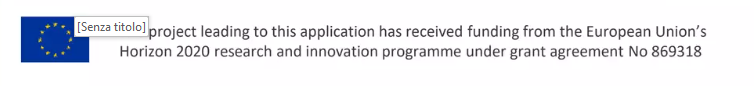 [Senza titolo]
project leading to this application has received funding from the European Union's
Horizon 2020 research and innovation programme under grant agreement No 869318